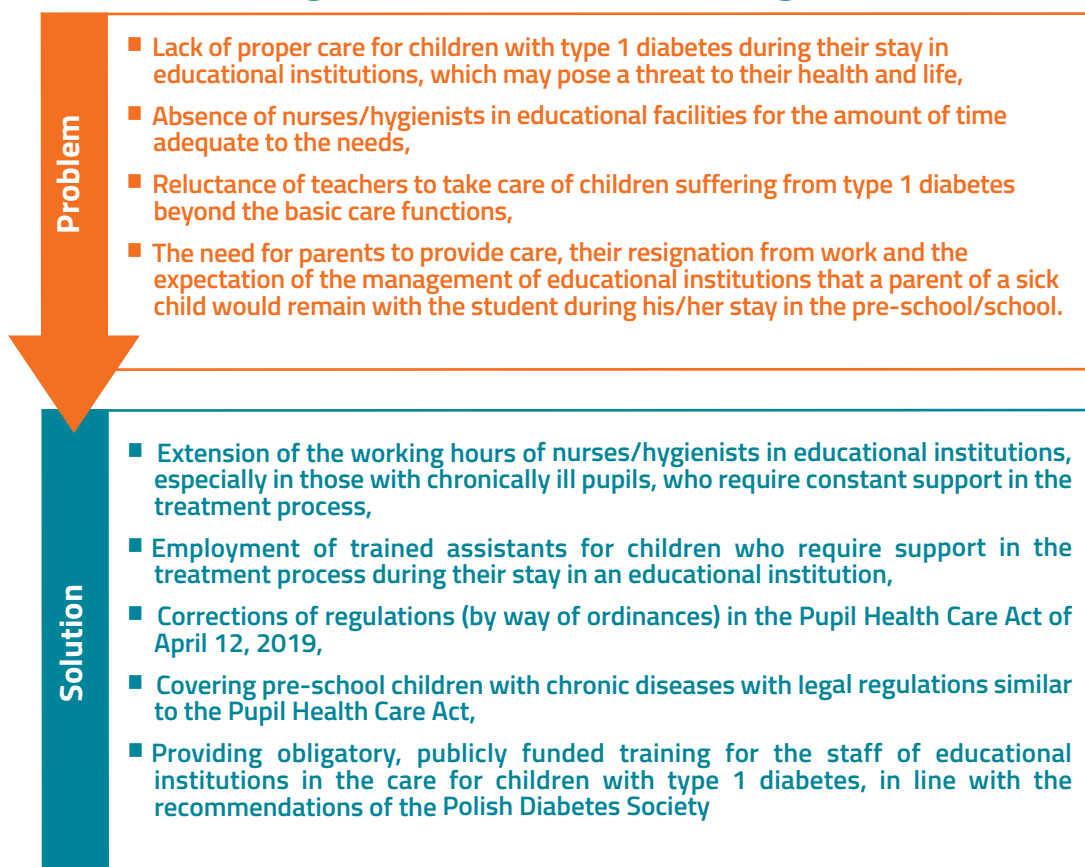 Problem
■ Lack of proper care for children with type 1 diabetes during their stay in
educational institutions, which may pose a threat to their health and life,
■ Absence of nurses/hygienists in educational facilities for the amount of time
adequate to the needs,
■ Reluctance of teachers to take care of children suffering from type 1 diabetes
beyond the basic care functions,
■ The need for parents to provide care, their resignation from work and the
expectation of the management of educational institutions that a parent of a sick
child would remain with the student during his/her stay in the pre-school/school.
Solution
■ Extension of the working hours of nurses/hygienists in educational institutions,
especially in those with chronically ill pupils, who require constant support in the
treatment process,
■ Employment of trained assistants for children who require support in the
treatment process during their stay in an educational institution,
■ Corrections of regulations (by way of ordinances) in the Pupil Health Care Act of
April 12, 2019,
■ Covering pre-school children with chronic diseases with legal regulations similar
to the Pupil Health Care Act,
■ Providing obligatory, publicly funded training for the staff of educational
institutions in the care for children with type 1 diabetes, in line with the
recommendations of the Polish Diabetes Society